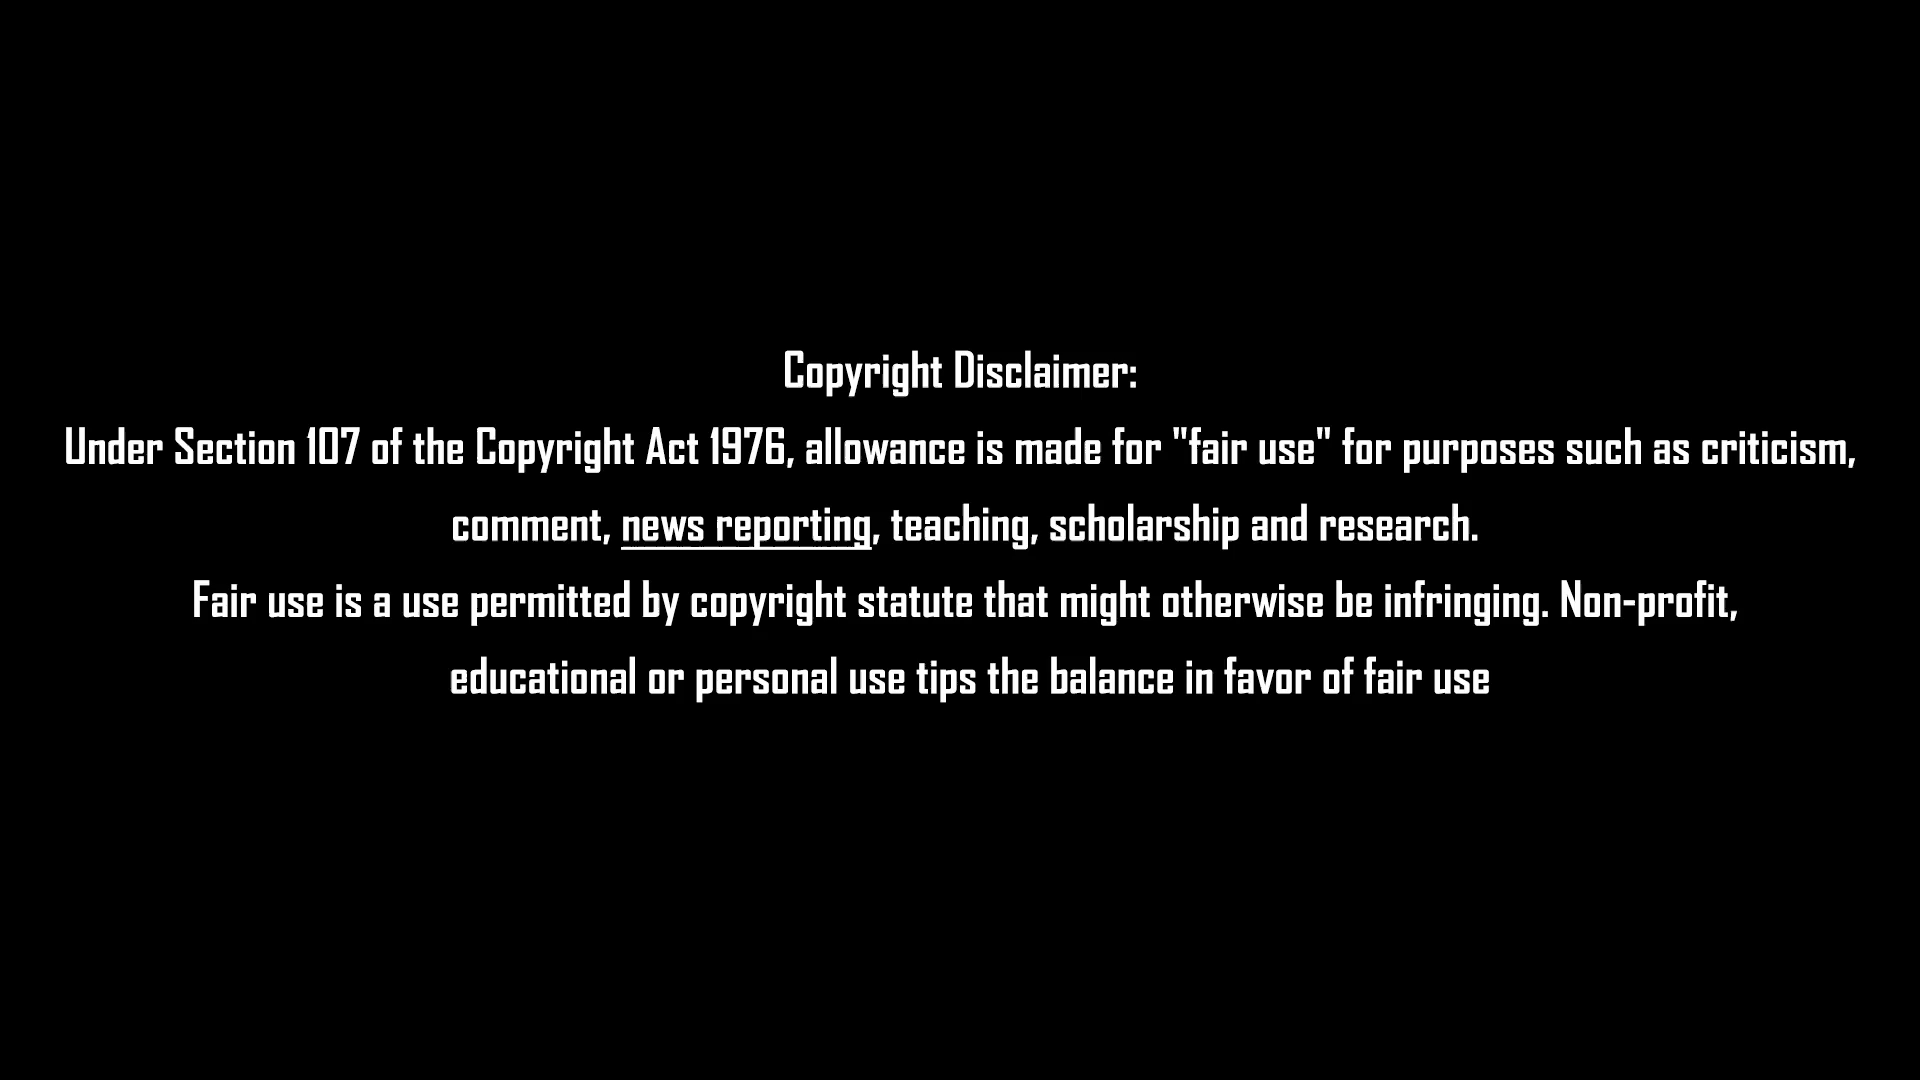 Copyright Disclaimer:
Under Section 107 of the Copyright Act 1976, allowance is made for "fair use" for purposes such as criticism,
comment, news reporting, teaching, scholarship and research.
Fair use is a use permitted by copyright statute that might otherwise be infringing. Non-profit,
educational or personal use tips the balance in favor of fair use